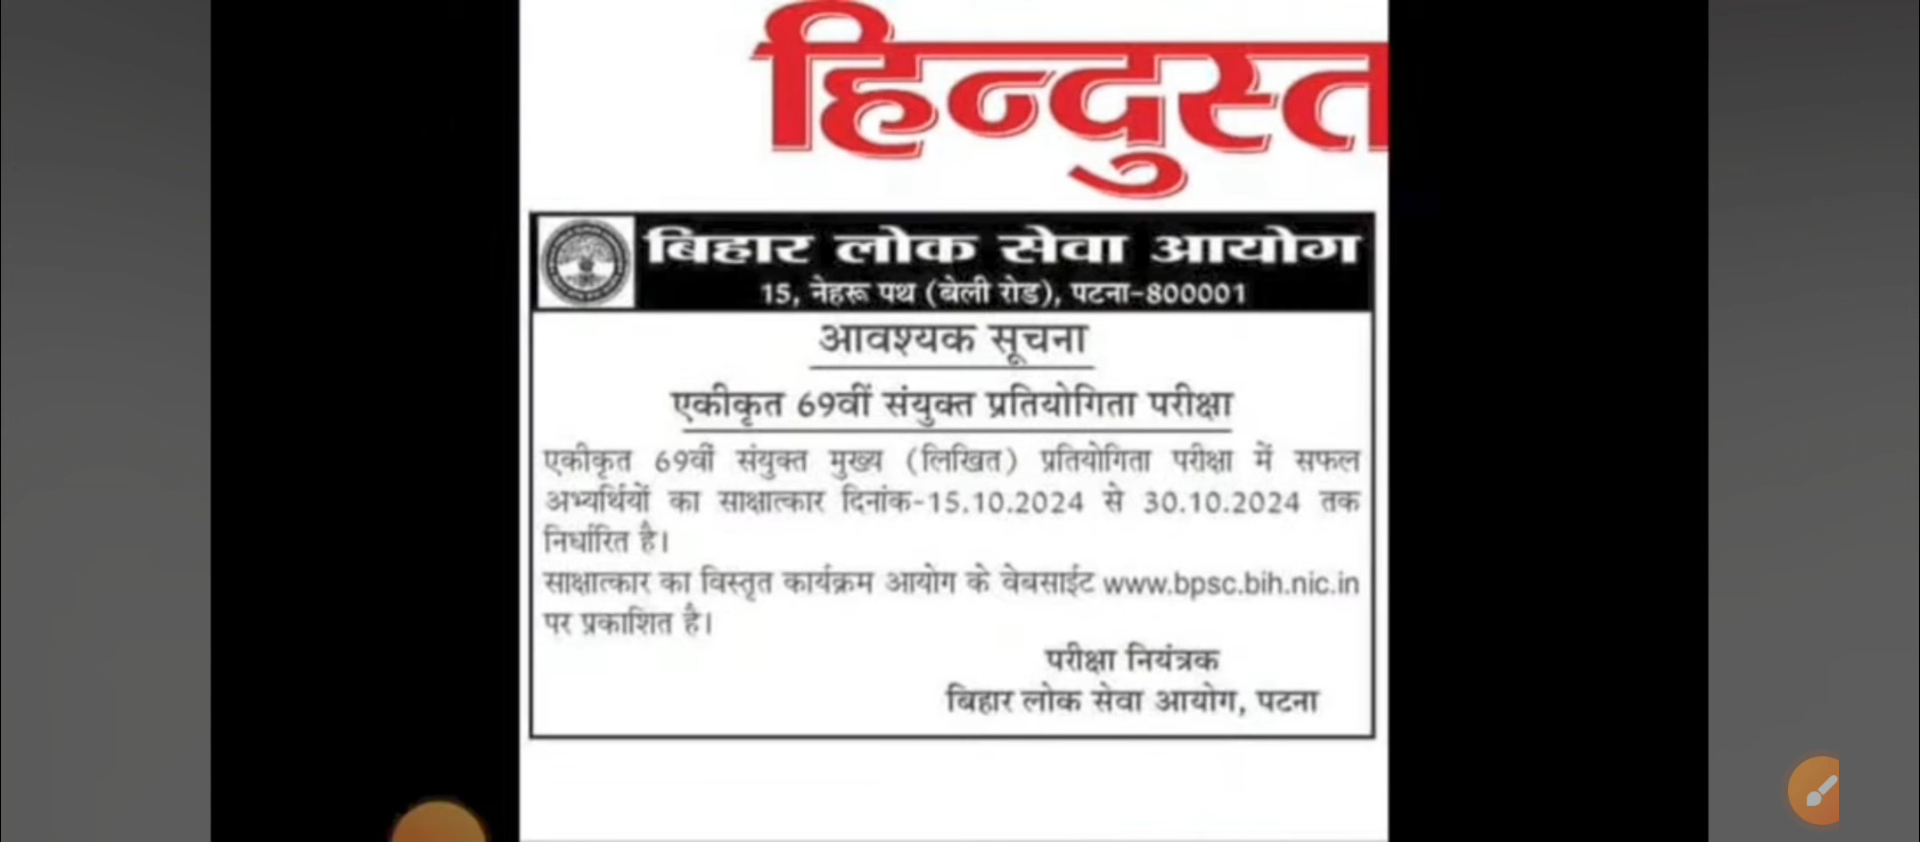 हिन्दुस्त
बिहार लोक सेवा आयोग
15, नेहरू पथ (बेली रोड), पटना-800001
आवश्यक सूचना
एकीकृत 69वीं संयुक्त प्रतियोगिता परीक्षा
एकीकृत 69वीं संयुक्त मुख्य (लिखित) प्रतियोगिता परीक्षा में सफल
अभ्यर्थियों का साक्षात्कार दिनांक-15.10.2024 से 30.10.2024 तक
निर्धारित है।
साक्षात्कार का विस्तृत कार्यक्रम आयोग के वेबसाईट www.bpsc.bih.nic.in
पर प्रकाशित है।
परीक्षा नियंत्रक
बिहार लोक सेवा आयोग, पटना